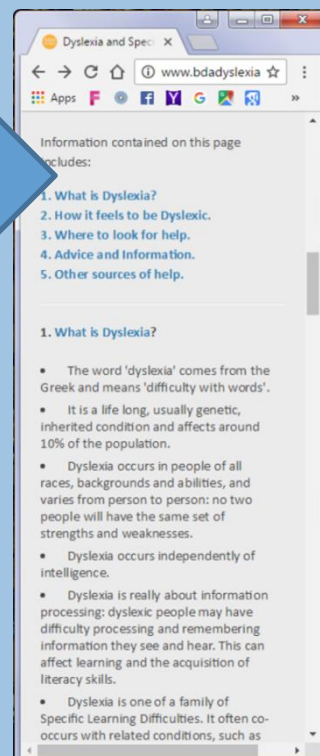 Dyslexia and Speci
www.bdadyslexia
Apps
Information contained on this page
includes:
1. What is Dyslexia?
2. How it feels to be Dyslexic.
3. Where to look for help.
4. Advice and Information.
5. Other sources of help.
1. What is Dyslexia?
• The word 'dyslexia' comes from the
Greek and means 'difficulty with words'.
• It is a life long, usually genetic,
inherited condition and affects around
10% of the population.
• Dyslexia occurs in people of all
races, backgrounds and abilities, and
varies from person to person: no two
people will have the same set of
strengths and weaknesses.
• Dyslexia occurs independently of
intelligence.
• Dyslexia is really about information
processing: dyslexic people may have
difficulty processing and remembering
information they see and hear. This can
affect learning and the acquisition of
literacy skills.
• Dyslexia is one of a family of
Specific Learning Difficulties. It often co-
occurs with related conditions, such as